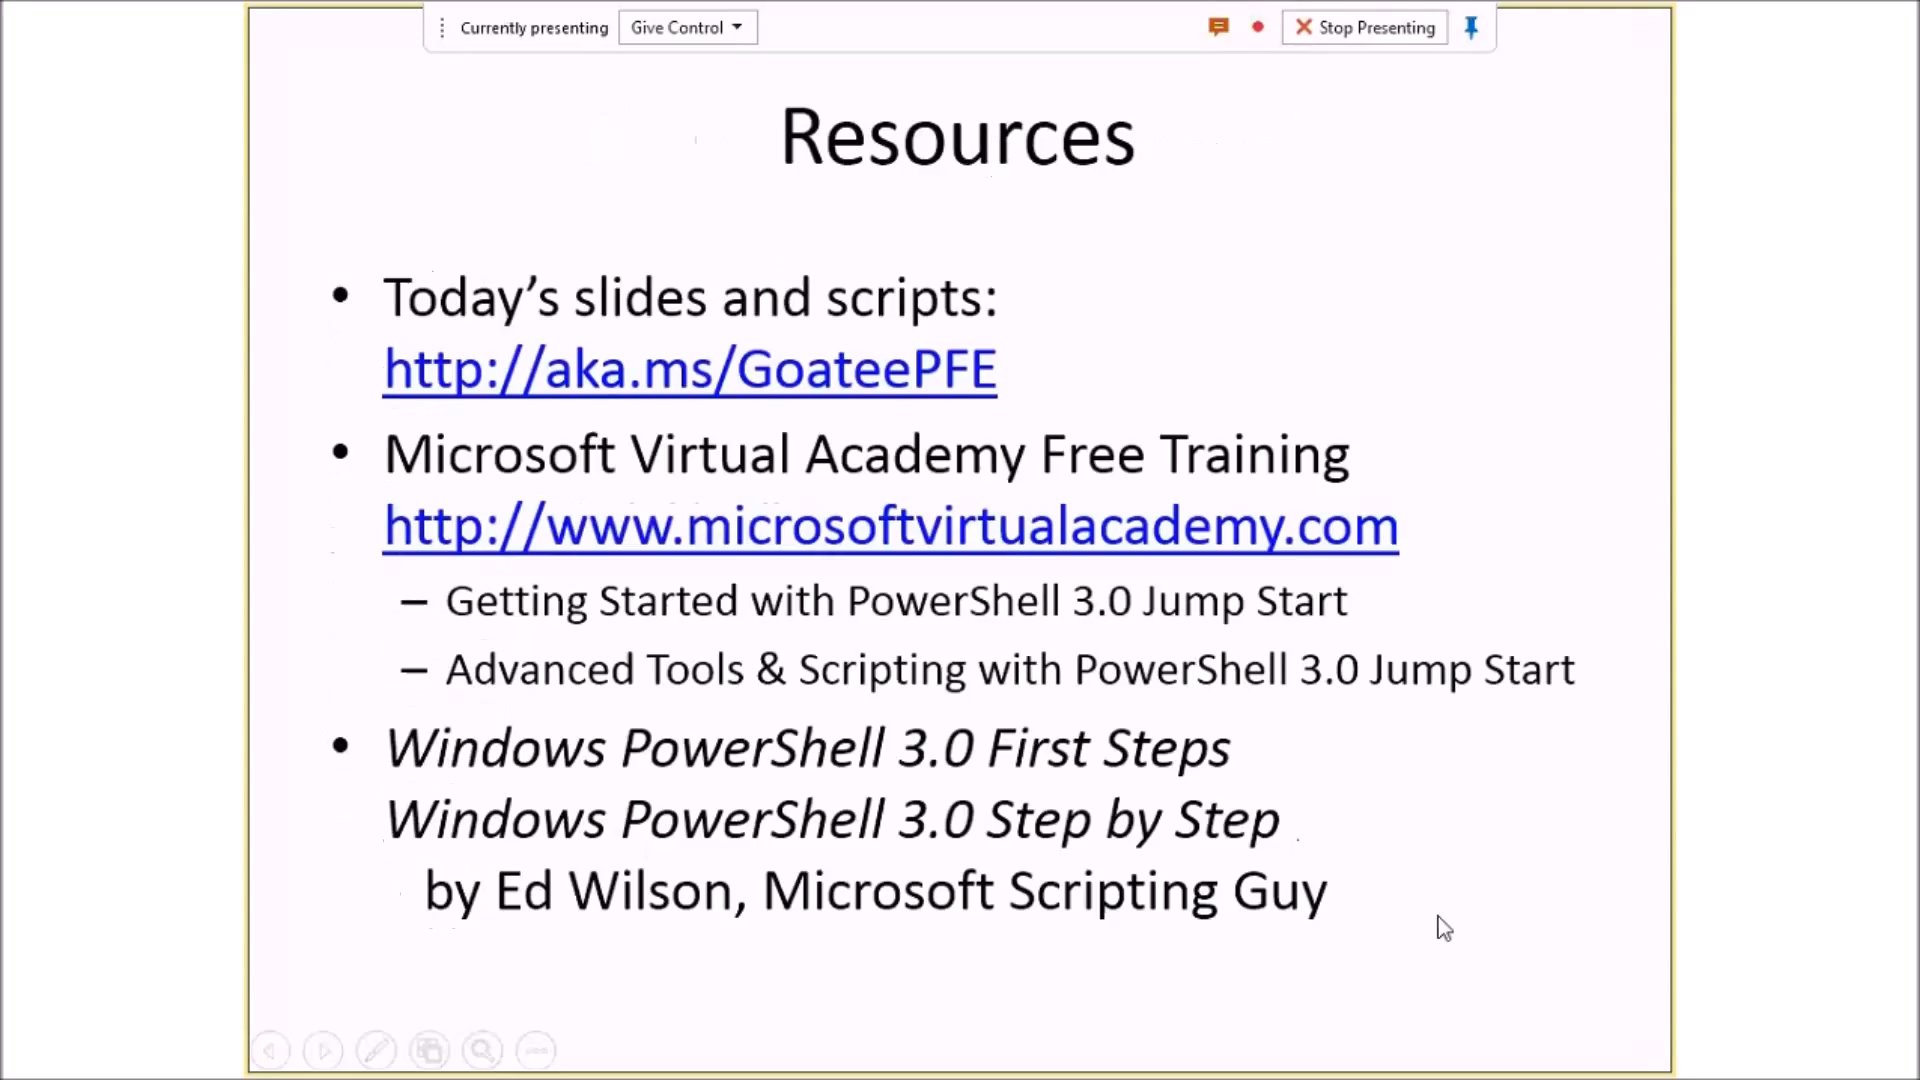 Currently presenting Give Control Stop Presenting
Resources
• Today’s slides and scripts:
http://aka.ms/GoateePFE
• Microsoft Virtual Academy Free Training
http://www.microsoftvirtualacademy.com
– Getting Started with PowerShell 3.0 Jump Start
– Advanced Tools & Scripting with PowerShell 3.0 Jump Start
• Windows PowerShell 3.0 First Steps
Windows PowerShell 3.0 Step by Step
by Ed Wilson, Microsoft Scripting Guy